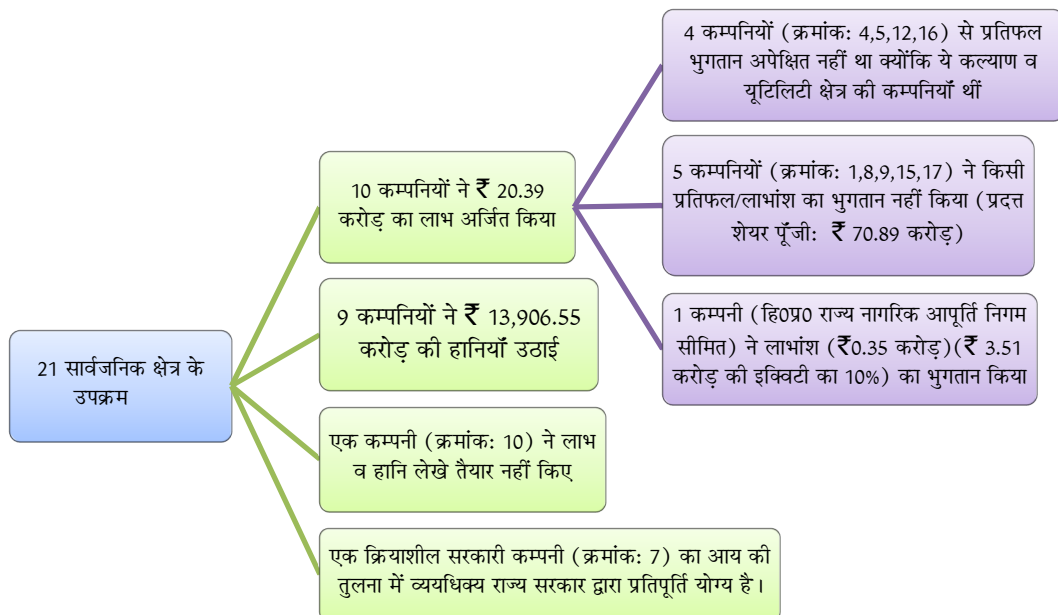 21 सार्वजनिक क्षेत्र के
उपक्रम
10 कम्पनियों ने ₹ 20.39
करोड़ का लाभ अर्जित किया
9 कम्पनियों ने ₹ 13,906.55
करोड़ की हानियाँ उठाई
एक कम्पनी (क्रमांक: 10) ने लाभ
व हानि लेखे तैयार नहीं किए
एक क्रियाशील सरकारी कम्पनी (क्रमांक: 7) का आय की
तुलना में व्ययधिक्य राज्य सरकार द्वारा प्रतिपूर्ति योग्य है।
4 कम्पनियों (क्रमांक: 4,5,12,16) से प्रतिफल
भुगतान अपेक्षित नहीं था क्योंकि ये कल्याण व
यूटिलिटी क्षेत्र की कम्पनियाँ थीं
5 कम्पनियों (क्रमांक: 1,8,9,15,17) ने किसी
प्रतिफल/लाभांश का भुगतान नहीं किया (प्रदत्त
शेयर पूँजी: ₹ 70.89 करोड़)
1 कम्पनी (हि0प्र0 राज्य नागरिक आपूर्ति निगम
सीमित) ने लाभांश (₹0.35 करोड़)(₹ 3.51
करोड़ की इक्विटी का 10%) का भुगतान किया